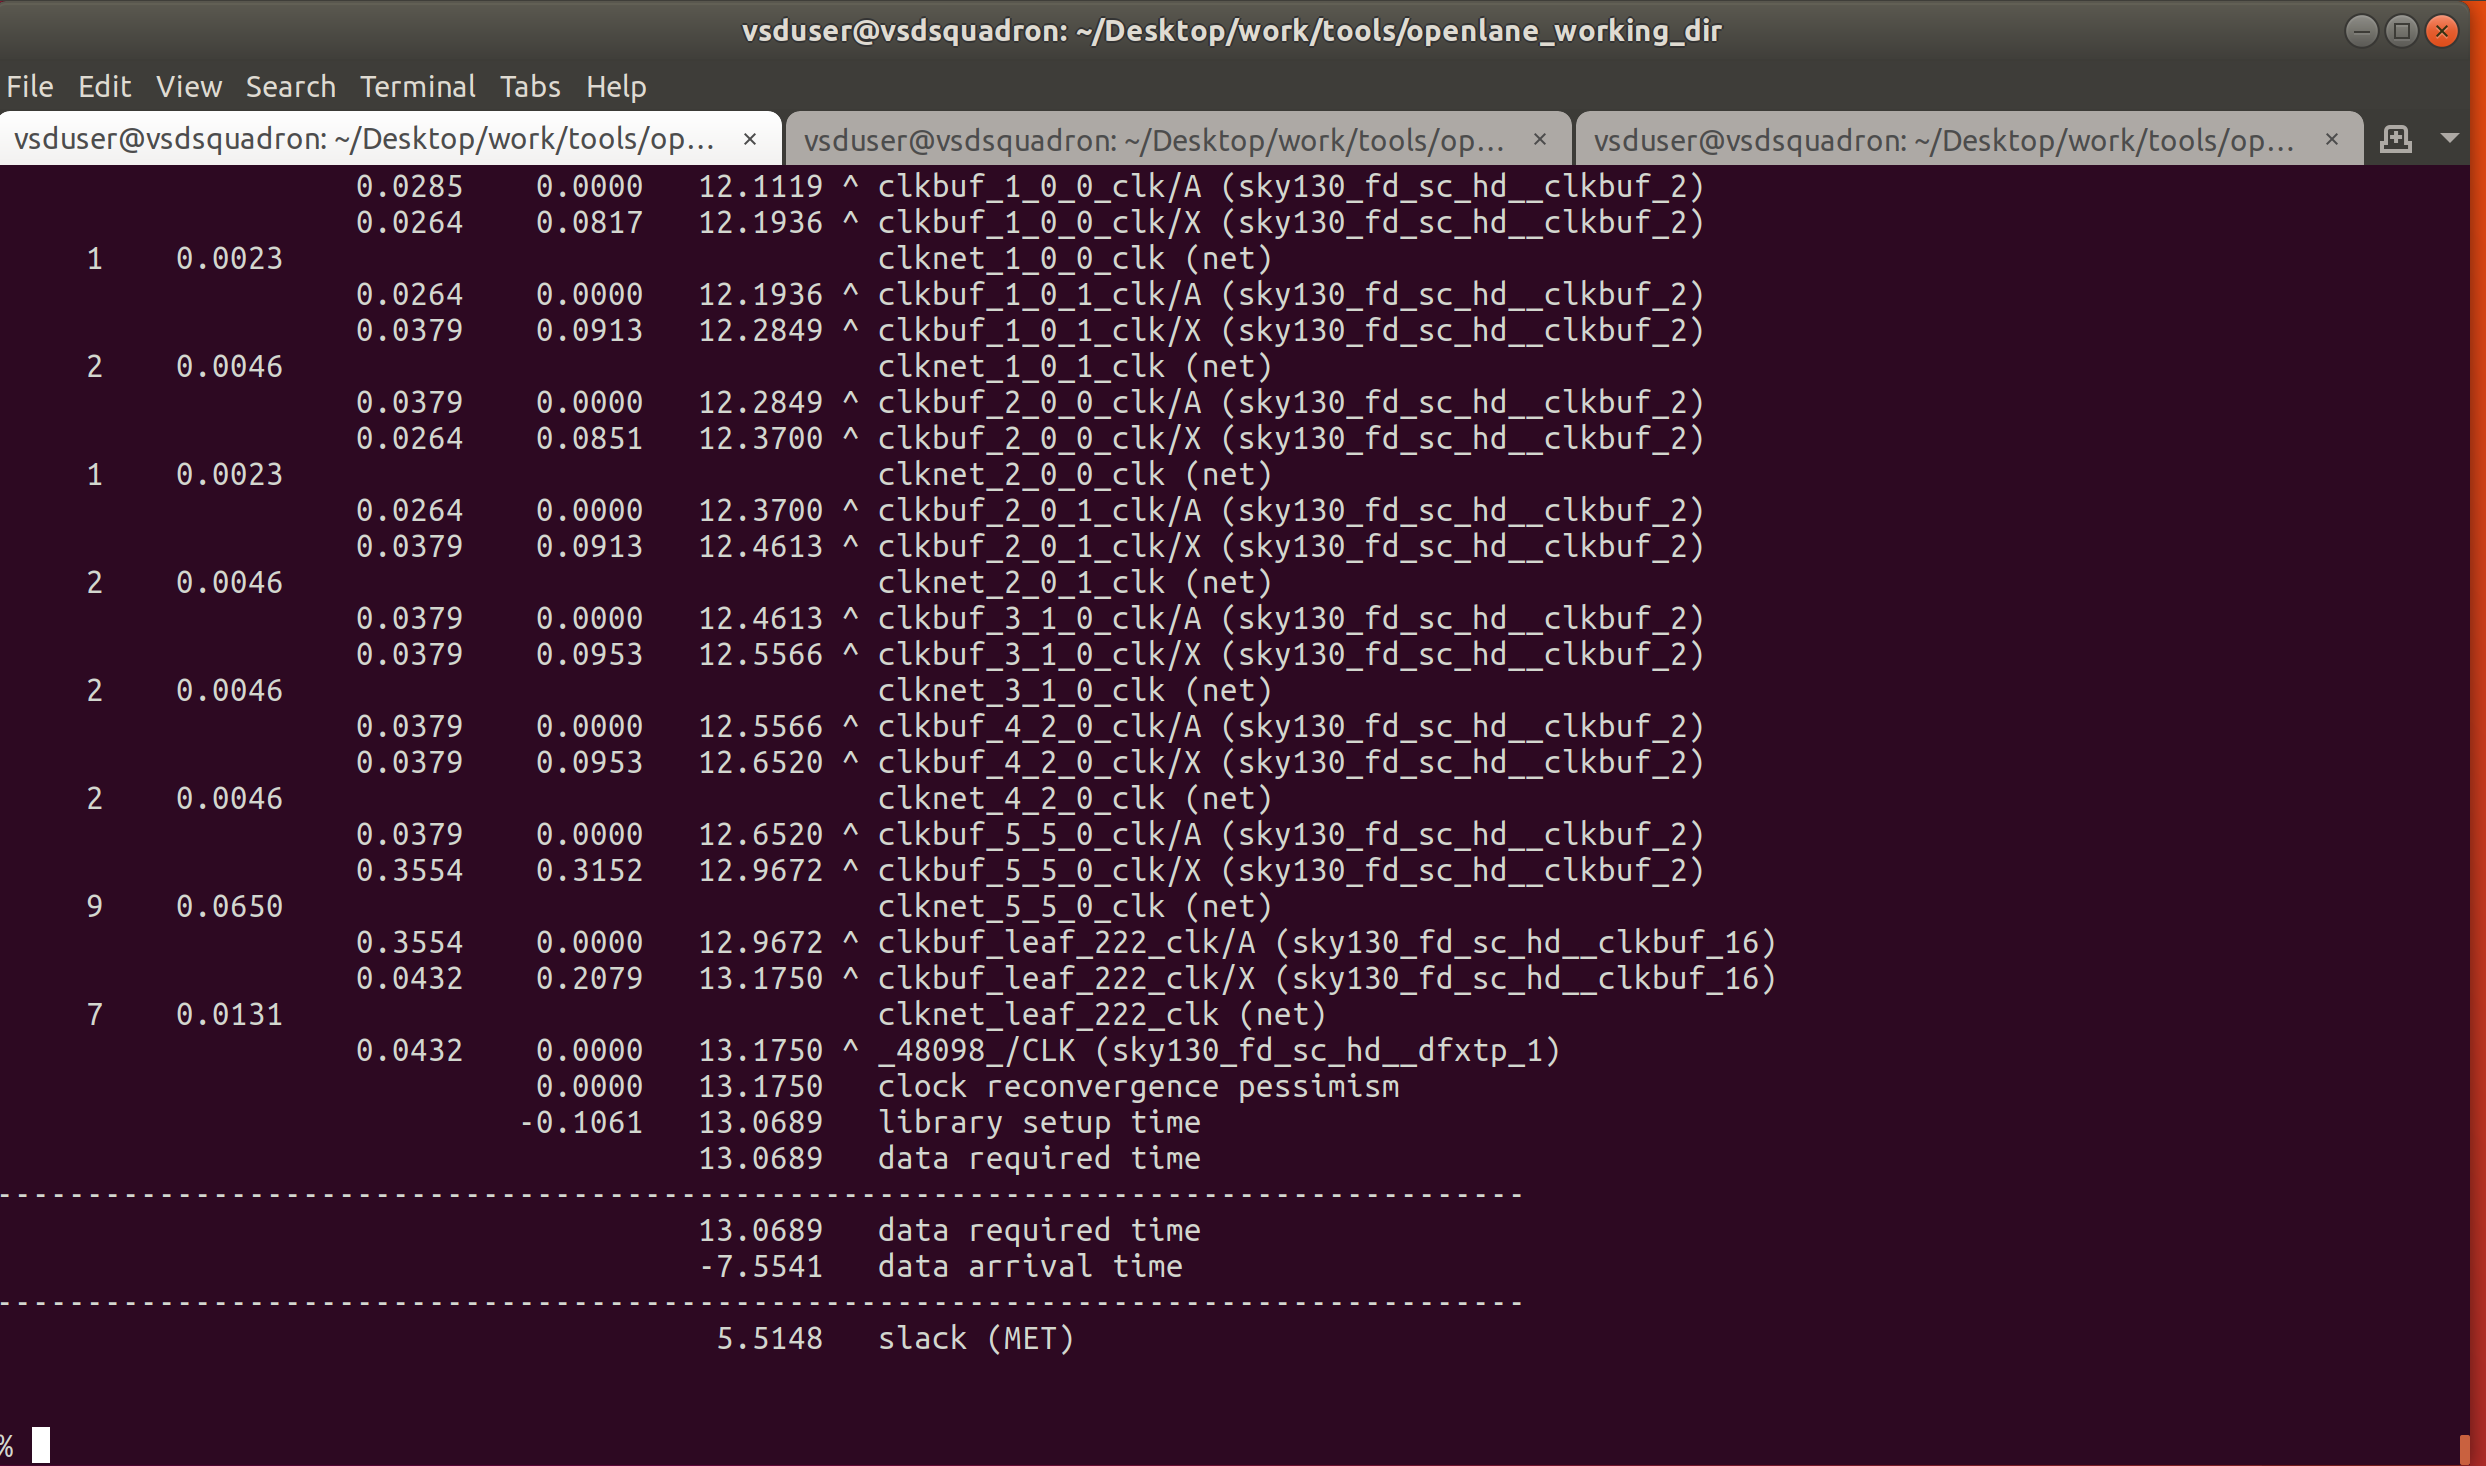 vsduser@vsdsquadron: ~/Desktop/work/tools/openlane_working_dir
File Edit View Search Terminal Tabs Help
vsduser@vsdsquadron: ~/Desktop/work/tools/op... × vsduser@vsdsquadron: ~/Desktop/work/tools/op... × vsduser@vsdsquadron: ~/Desktop/work/tools/op... ×
0.0285 0.0000 12.1119 ^ clkbuf_1_0_0_clk/A (sky130_fd_sc_hd__clkbuf_2)
0.0264 0.0817 12.1936 ^ clkbuf_1_0_0_clk/X (sky130_fd_sc_hd__clkbuf_2)
1 0.0023 clknet_1_0_0_clk (net)
0.0264 0.0000 12.1936 ^ clkbuf_1_0_1_clk/A (sky130_fd_sc_hd__clkbuf_2)
0.0379 0.0913 12.2849 ^ clkbuf_1_0_1_clk/X (sky130_fd_sc_hd__clkbuf_2)
2 0.0046 clknet_1_0_1_clk (net)
0.0379 0.0000 12.2849 ^ clkbuf_2_0_0_clk/A (sky130_fd_sc_hd__clkbuf_2)
0.0264 0.0851 12.3700 ^ clkbuf_2_0_0_clk/X (sky130_fd_sc_hd__clkbuf_2)
1 0.0023 clknet_2_0_0_clk (net)
0.0264 0.0000 12.3700 ^ clkbuf_2_0_1_clk/A (sky130_fd_sc_hd__clkbuf_2)
0.0379 0.0913 12.4613 ^ clkbuf_2_0_1_clk/X (sky130_fd_sc_hd__clkbuf_2)
2 0.0046 clknet_2_0_1_clk (net)
0.0379 0.0000 12.4613 ^ clkbuf_3_1_0_clk/A (sky130_fd_sc_hd__clkbuf_2)
0.0379 0.0953 12.5566 ^ clkbuf_3_1_0_clk/X (sky130_fd_sc_hd__clkbuf_2)
2 0.0046 clknet_3_1_0_clk (net)
0.0379 0.0000 12.5566 ^ clkbuf_4_2_0_clk/A (sky130_fd_sc_hd__clkbuf_2)
0.0379 0.0953 12.6520 ^ clkbuf_4_2_0_clk/X (sky130_fd_sc_hd__clkbuf_2)
2 0.0046 clknet_4_2_0_clk (net)
0.0379 0.0000 12.6520 ^ clkbuf_5_5_0_clk/A (sky130_fd_sc_hd__clkbuf_2)
0.3554 0.3152 12.9672 ^ clkbuf_5_5_0_clk/X (sky130_fd_sc_hd__clkbuf_2)
9 0.0650 clknet_5_5_0_clk (net)
0.3554 0.0000 12.9672 ^ clkbuf_leaf_222_clk/A (sky130_fd_sc_hd__clkbuf_16)
0.0432 0.2079 13.1750 ^ clkbuf_leaf_222_clk/X (sky130_fd_sc_hd__clkbuf_16)
7 0.0131 clknet_leaf_222_clk (net)
0.0432 0.0000 13.1750 ^ _48098_/CLK (sky130_fd_sc_hd__dfxtp_1)
0.0000 13.1750 clock reconvergence pessimism
-0.1061 13.0689 library setup time
13.0689 data required time
-------------------------------------------------------------------------------------
13.0689 data required time
-7.5541 data arrival time
-------------------------------------------------------------------------------------
5.5148 slack (MET)
%